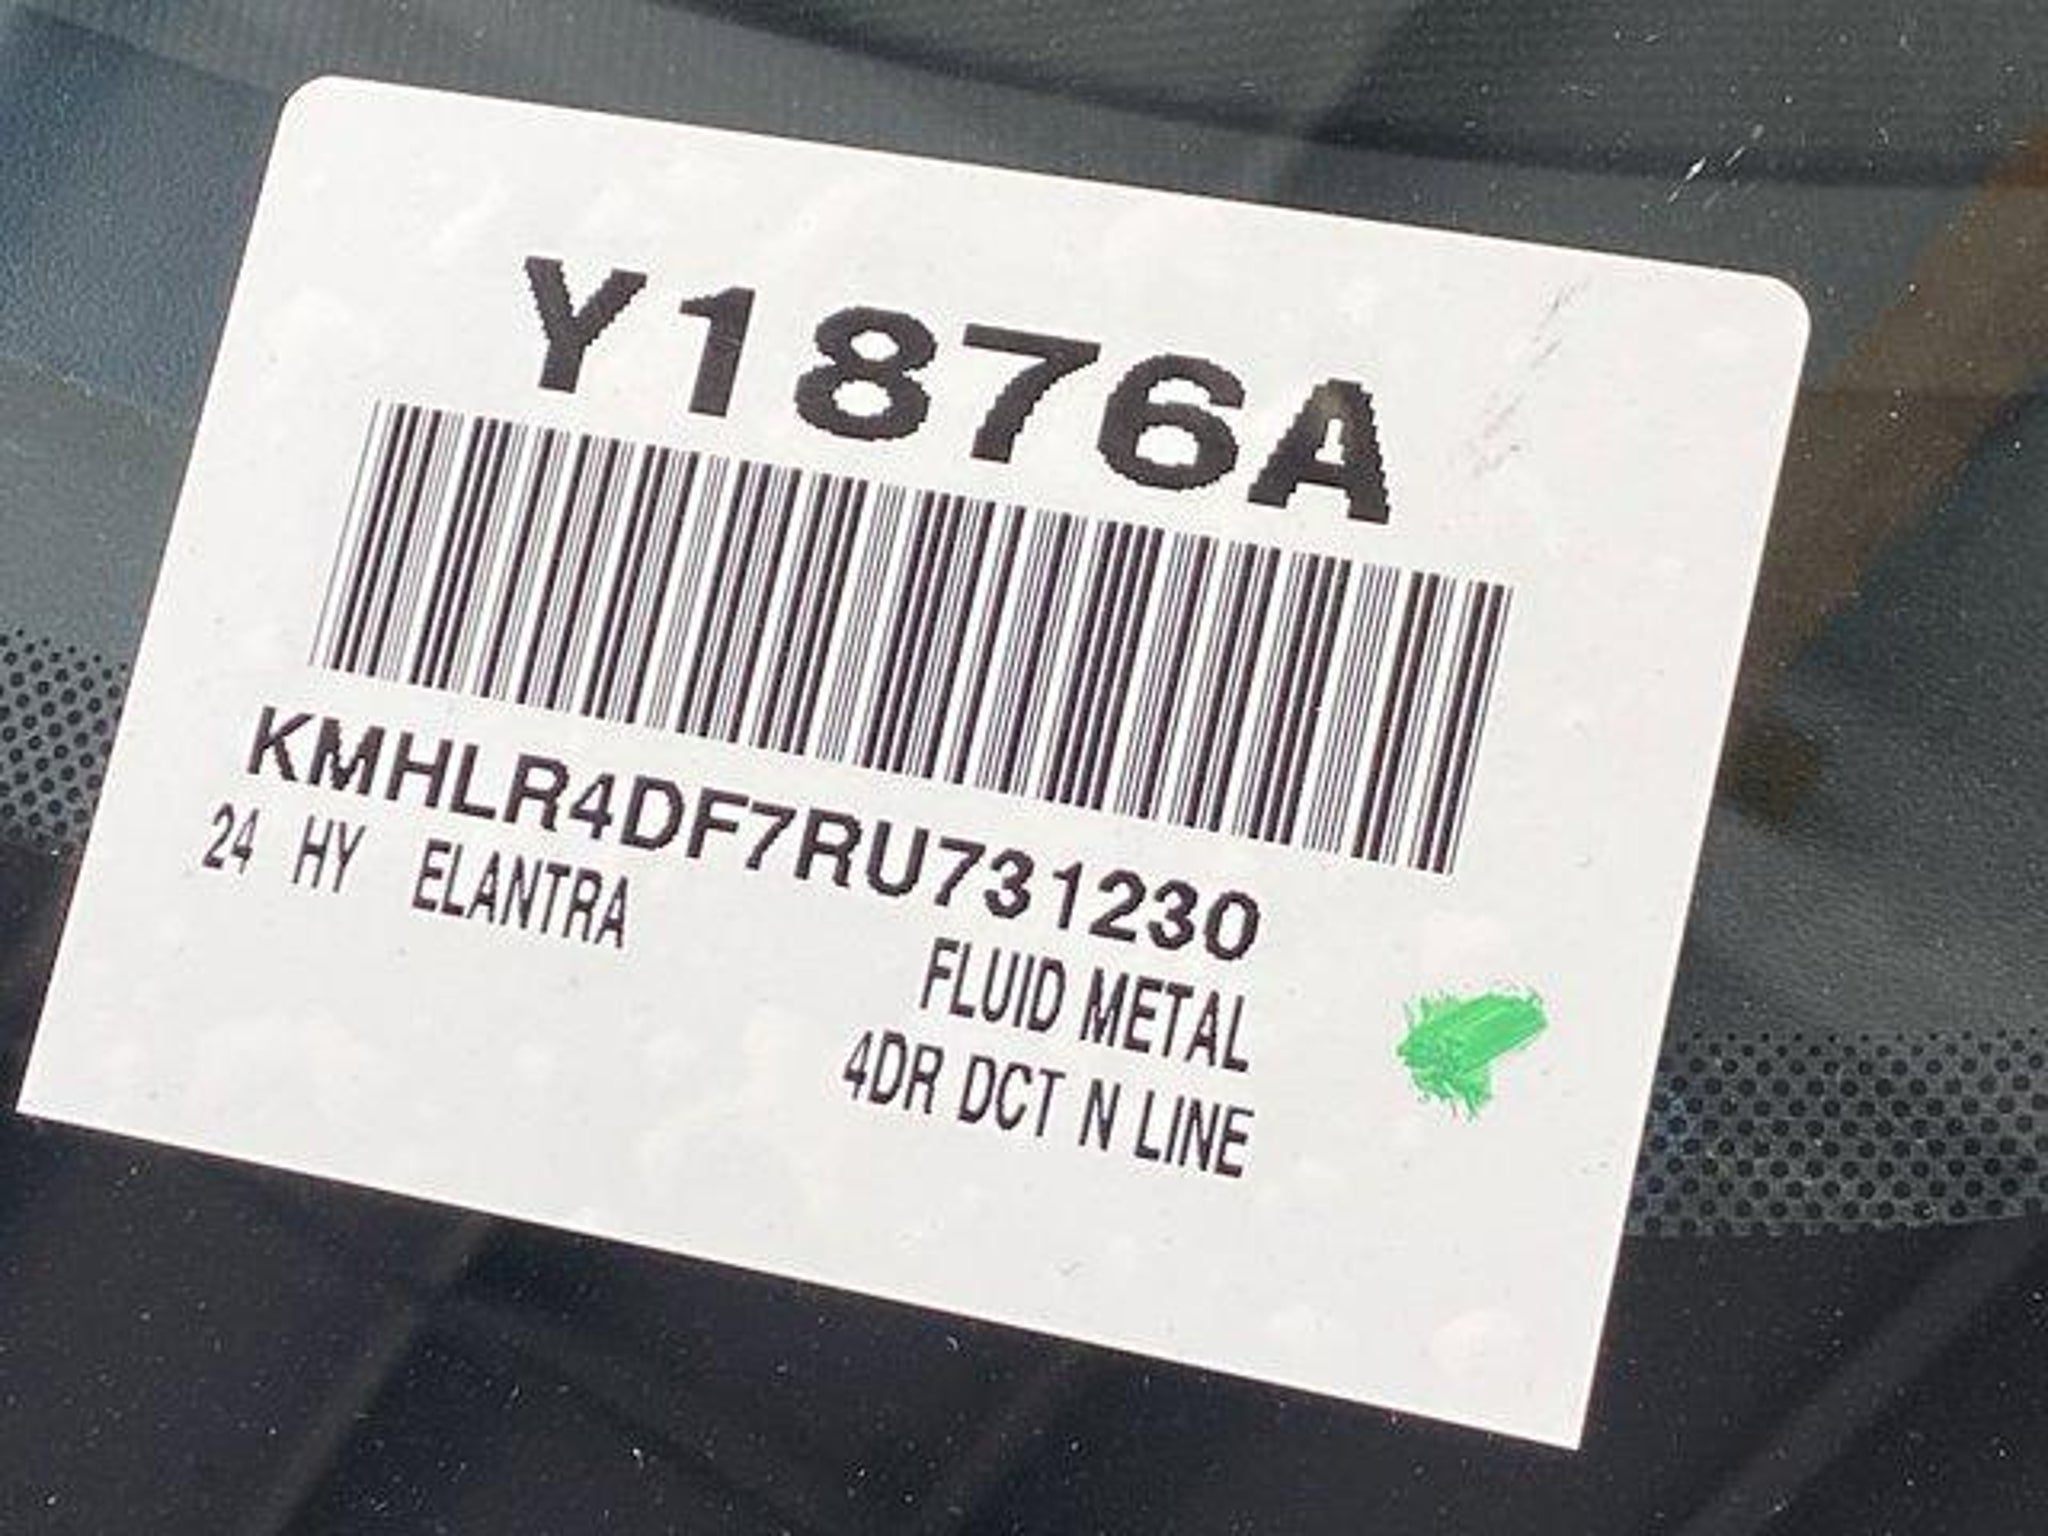 Y1876A
KMHLR4DF7RU731230
24 HY ELANTRA
FLUID METAL
4DR DCT N LINE